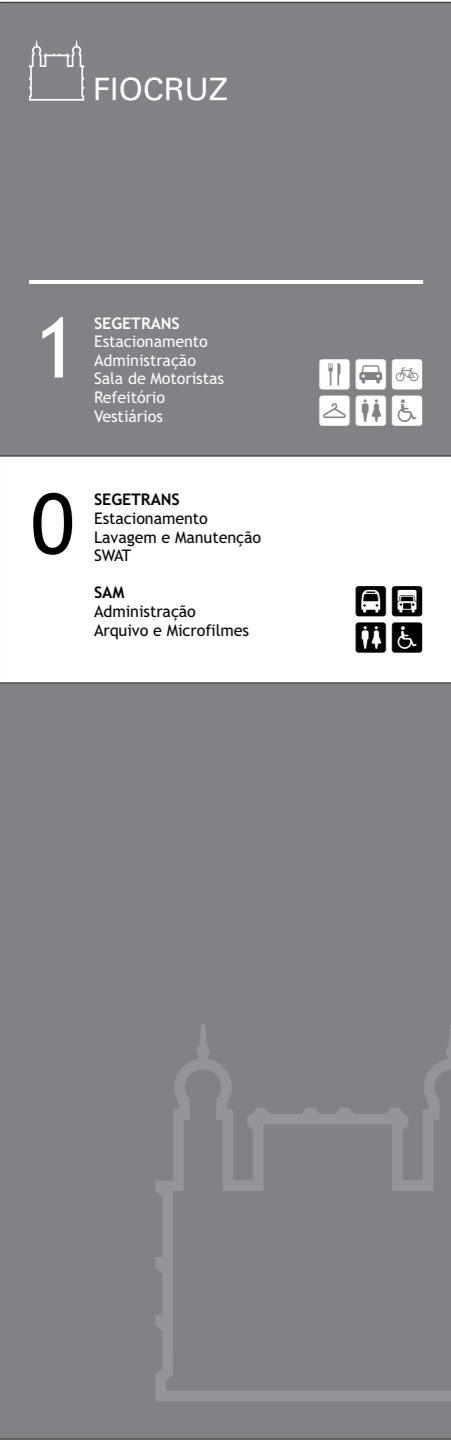 FIOCRUZ
1
SEGETRANS
Estacionamento
Administração
Sala de Motoristas
Refeitório
Vestiários
0
SEGETRANS
Estacionamento
Lavagem e Manutenção
SWAT
SAM
Administração
Arquivo e Microfilmes